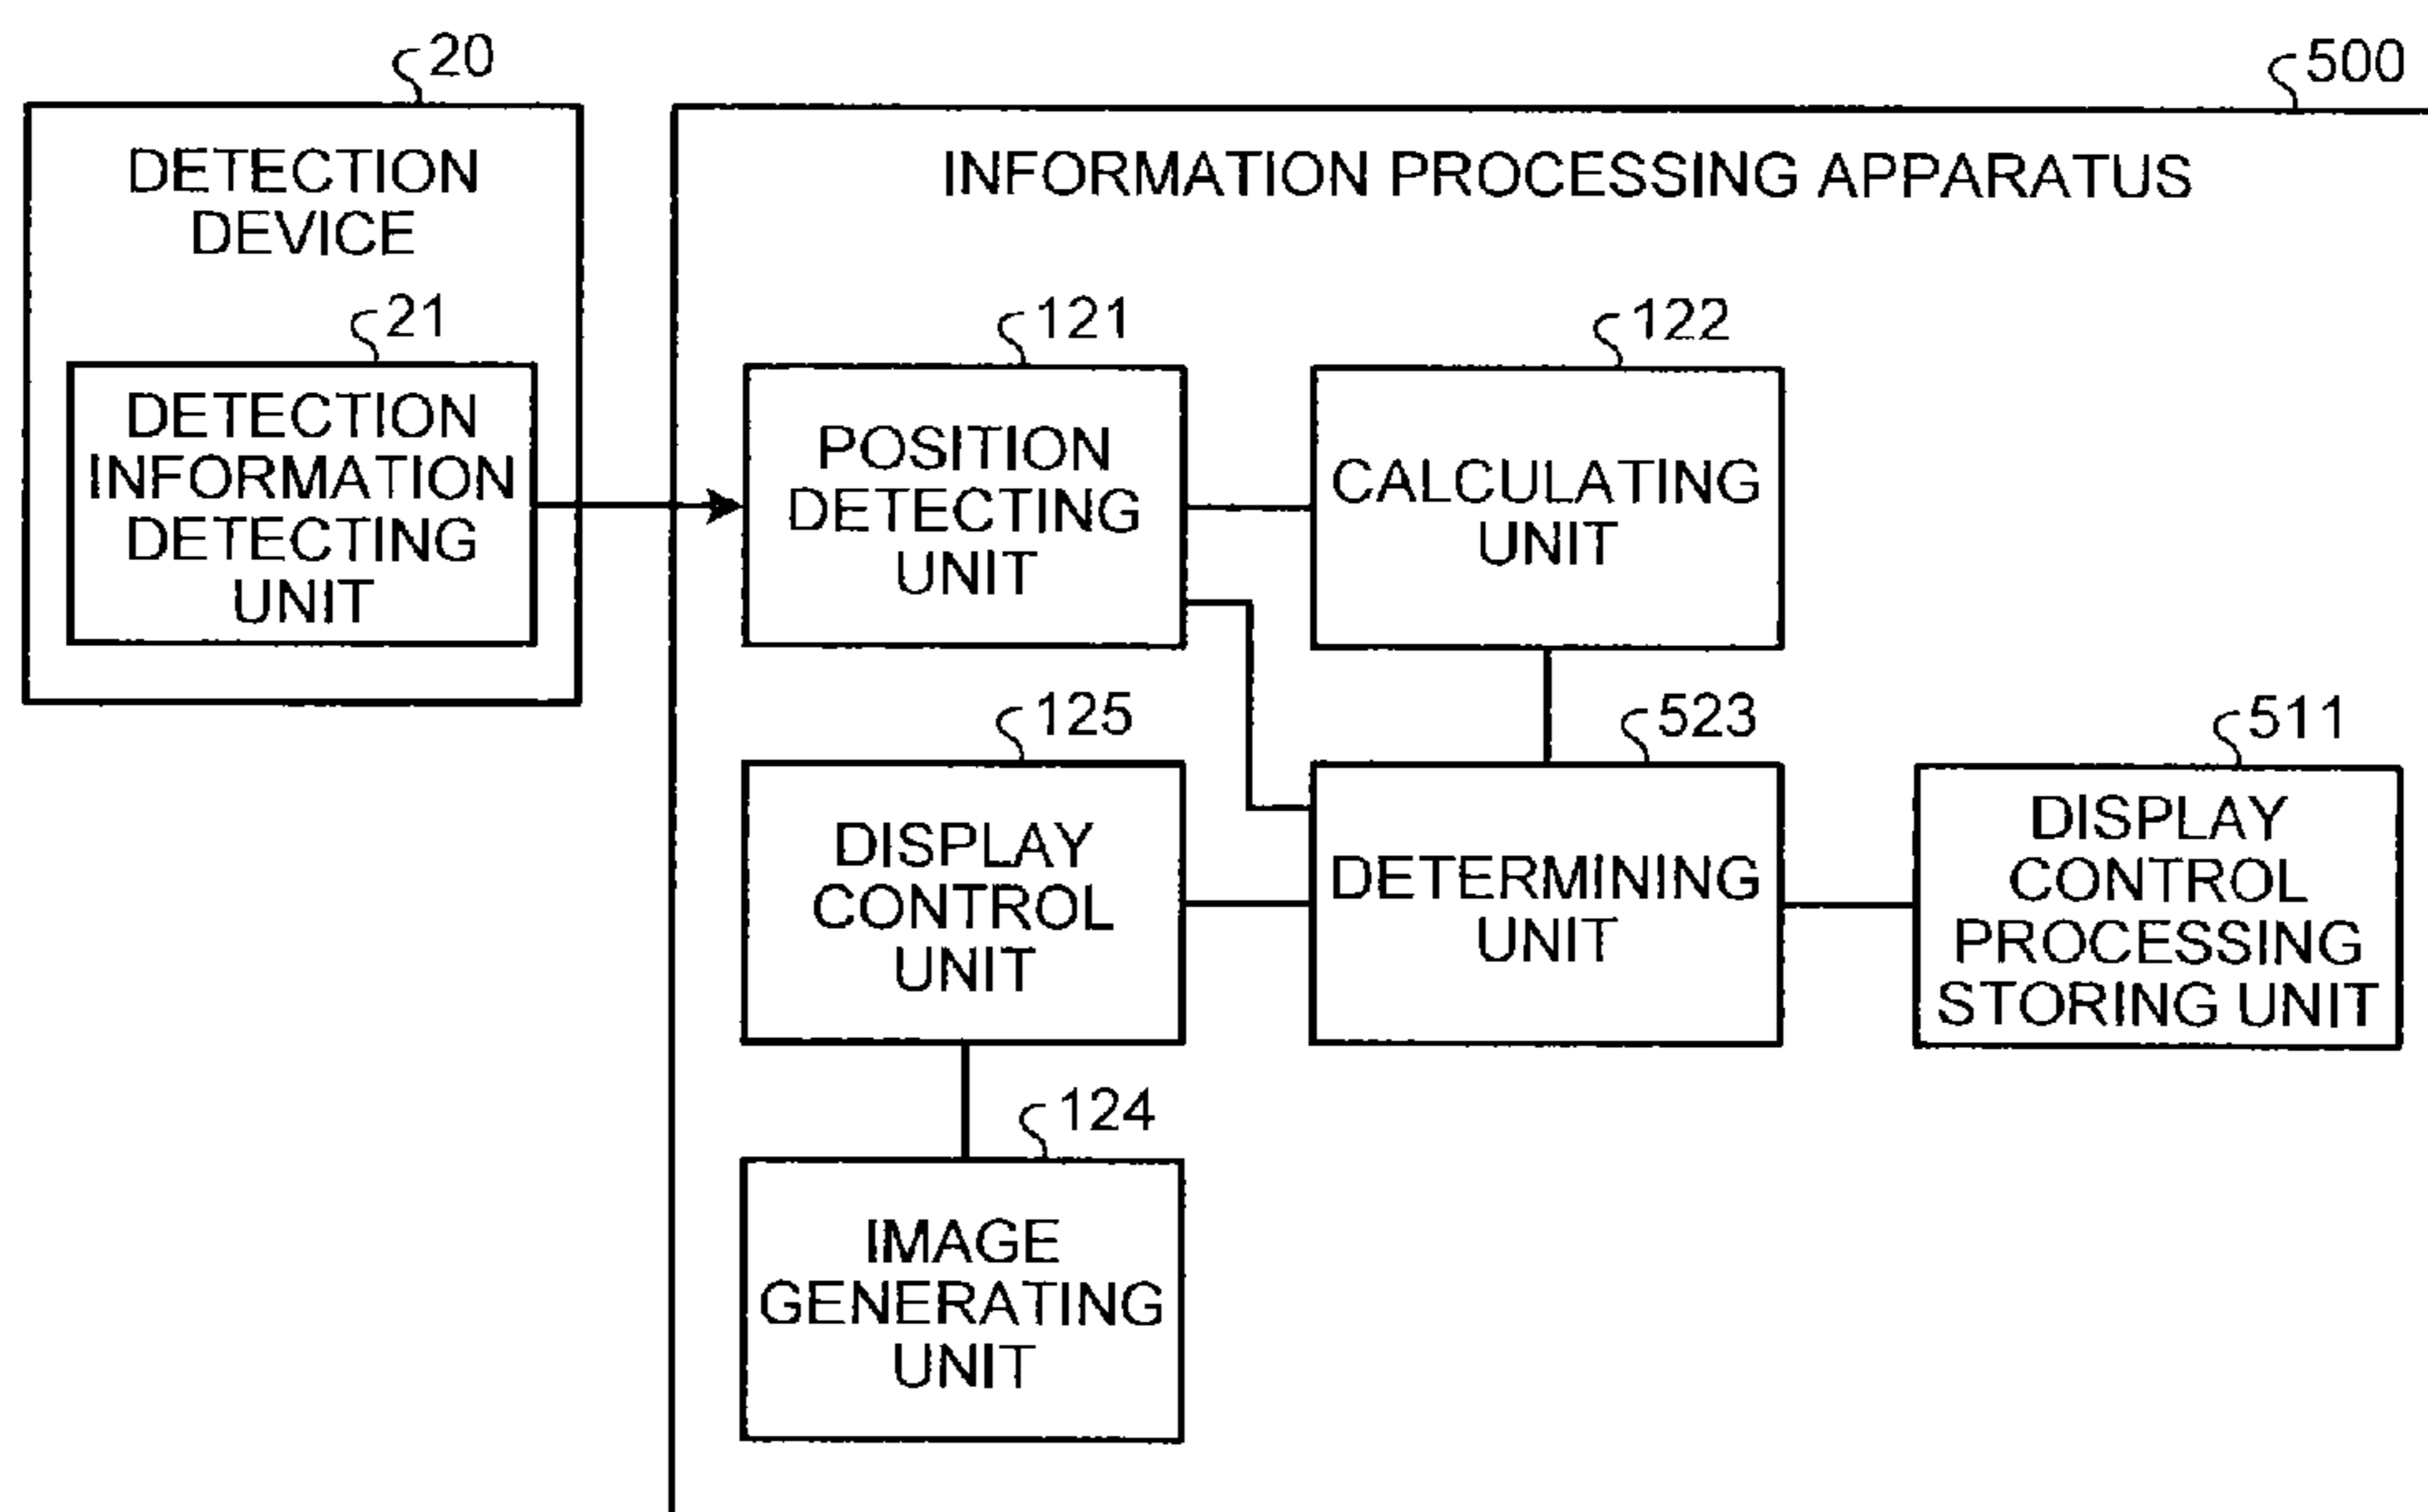 20
DETECTION
DEVICE
21
DETECTION
INFORMATION
DETECTING
UNIT
500
INFORMATION PROCESSING APPARATUS
121
POSITION
DETECTING
UNIT
122
CALCULATING
UNIT
125
DISPLAY
CONTROL
UNIT
523
DETERMINING
UNIT
511
DISPLAY
CONTROL
PROCESSING
STORING UNIT
124
IMAGE
GENERATING
UNIT